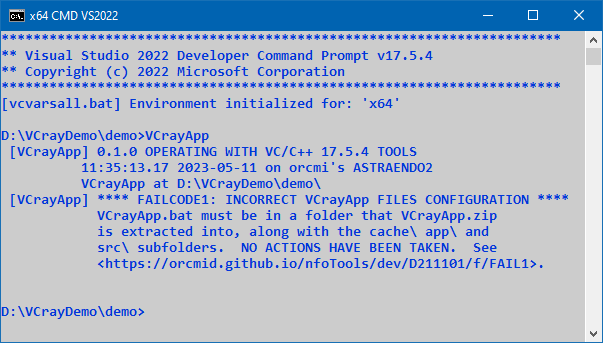 x64 CMD VS2022
**********************************************************************
** Visual Studio 2022 Developer Command Prompt v17.5.4
** Copyright (c) 2022 Microsoft Corporation
**********************************************************************
[vcvarsall.bat] Environment initialized for: 'x64'
D:\VCrayDemo\demo>VCrayApp
[VCrayApp] 0.1.0 OPERATING WITH VC/C++ 17.5.4 TOOLS
11:35:13.17 2023-05-11 on orcmi's ASTRAENDO2
VCrayApp at D:\VCrayDemo\demo\
[VCrayApp] **** FAILCODE1: INCORRECT VCrayApp FILES CONFIGURATION ****
VCrayApp.bat must be in a folder that VCrayApp.zip
is extracted into, along with the cache\ app\ and
src\ subfolders.  NO ACTIONS HAVE BEEN TAKEN.  See
<https://orcmid.github.io/nfoTools/dev/D211101/f/FAIL1>.
D:\VCrayDemo\demo>